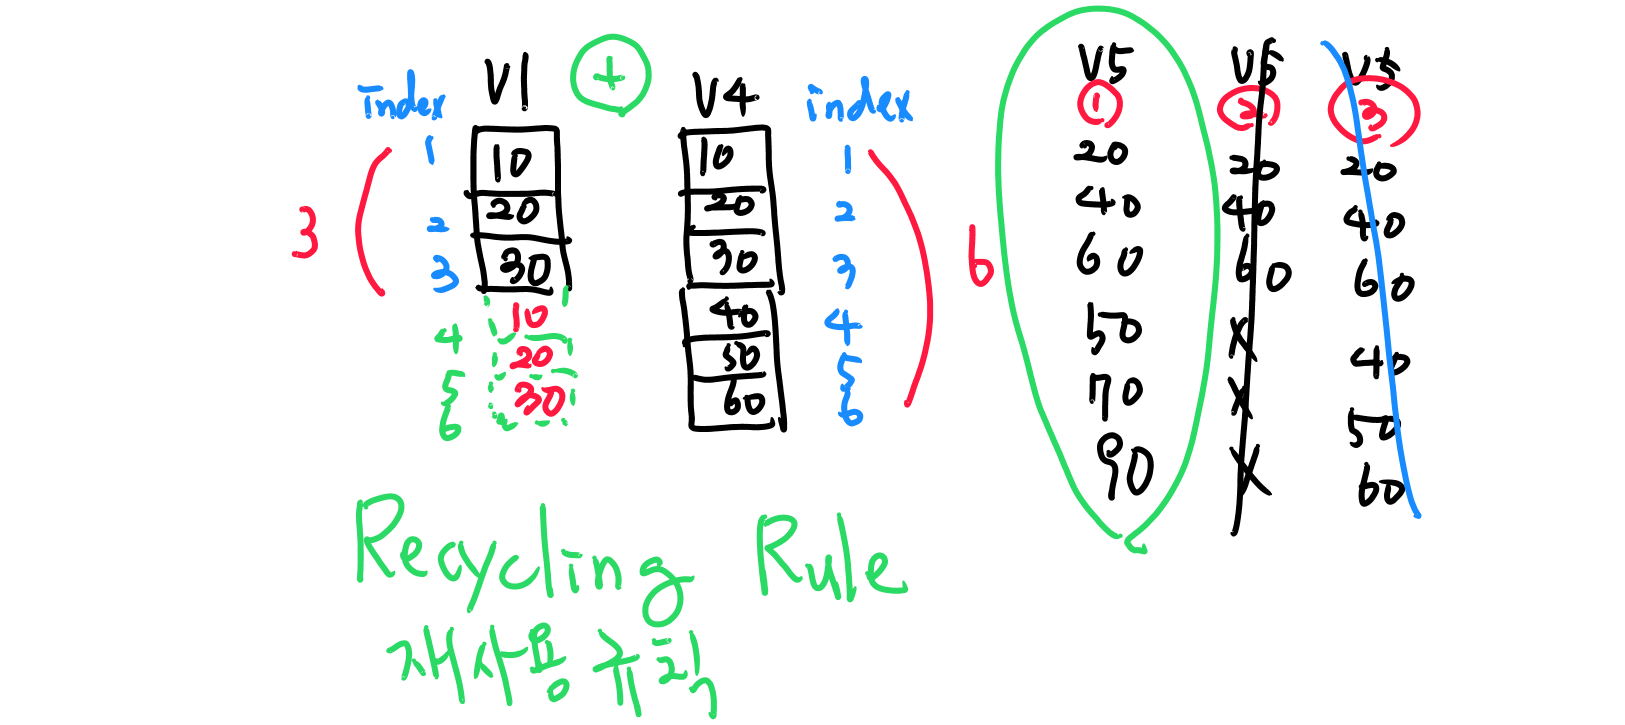 index V1 + V4 index V5 V5 V5
① ② ③
1 10 10 1 20 20 20
2 20 20 2 40 40 40
3 30 30 3 60 60 60
3 6
4 10 40 4 50 X 40
5 20 50 5 70 X 50
6 30 60 6 90 X 60
Recycling Rule
재사용 규칙